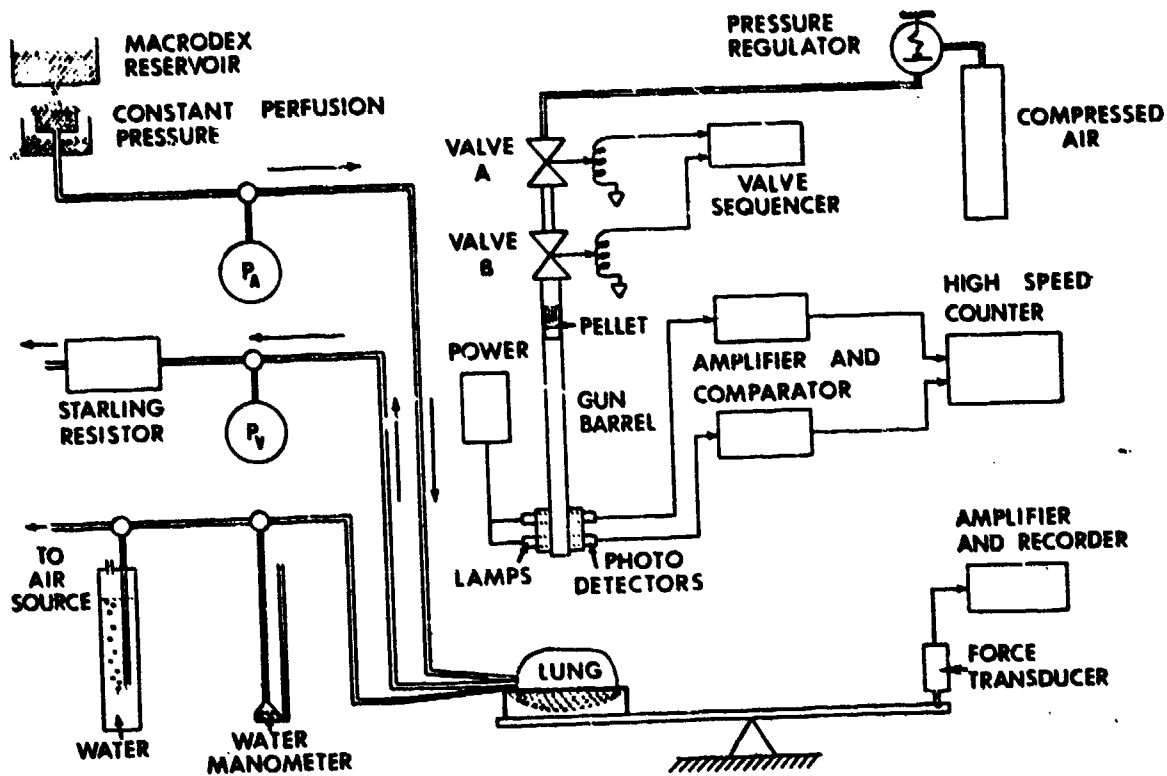 MACRODEX
RESERVOIR
CONSTANT PERFUSION
PRESSURE
PRESSURE
REGULATOR
COMPRESSED
AIR
VALVE
A
VALVE
SEQUENCER
VALVE
B
PA
PELLET
HIGH SPEED
COUNTER
POWER
AMPLIFIER AND
COMPARATOR
GUN
BARREL
STARLING
RESISTOR
PV
AMPLIFIER
AND RECORDER
TO
AIR
SOURCE
LAMPS
PHOTO
DETECTORS
LUNG
FORCE
TRANSDUCER
WATER
WATER
MANOMETER